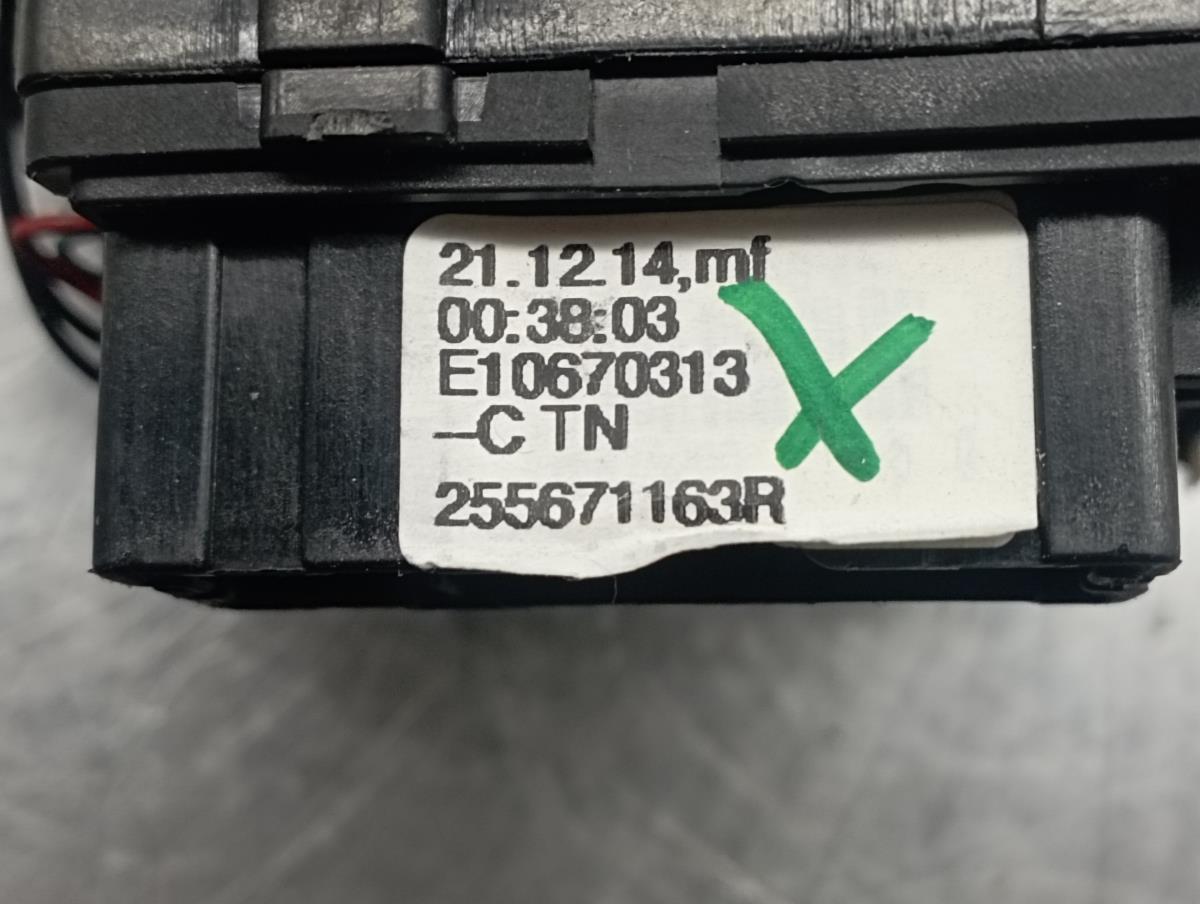 21.12.14,mf
00:38:03
E10670313
–C TN
255671163R